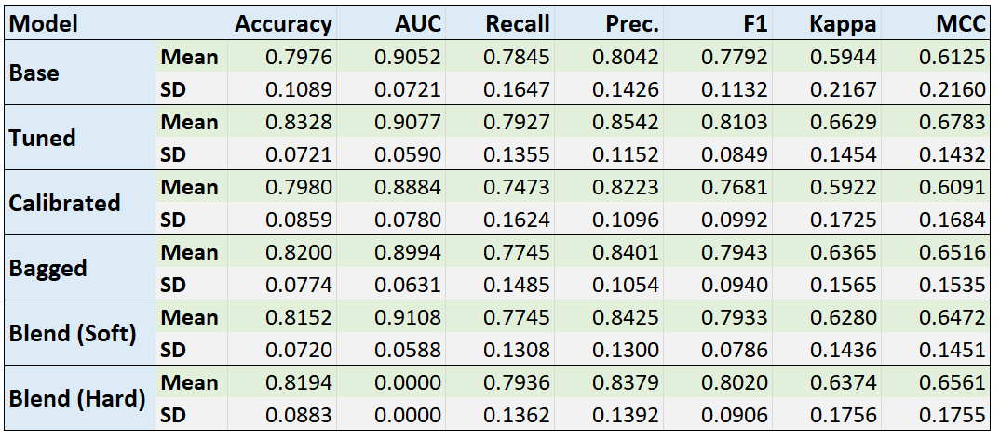 Model Accuracy AUC Recall Prec. F1 Kappa MCC
Base Mean 0.7976 0.9052 0.7845 0.8042 0.7792 0.5944 0.6125
SD 0.1089 0.0721 0.1647 0.1426 0.1132 0.2167 0.2160
Tuned Mean 0.8328 0.9077 0.7927 0.8542 0.8103 0.6629 0.6783
SD 0.0721 0.0590 0.1355 0.1152 0.0849 0.1454 0.1432
Calibrated Mean 0.7980 0.8884 0.7473 0.8223 0.7681 0.5922 0.6091
SD 0.0859 0.0780 0.1624 0.1096 0.0992 0.1725 0.1684
Bagged Mean 0.8200 0.8994 0.7745 0.8401 0.7943 0.6365 0.6516
SD 0.0774 0.0631 0.1485 0.1054 0.0940 0.1565 0.1535
Blend (Soft) Mean 0.8152 0.9108 0.7745 0.8425 0.7933 0.6280 0.6472
SD 0.0720 0.0588 0.1308 0.1300 0.0786 0.1436 0.1451
Blend (Hard) Mean 0.8194 0.0000 0.7936 0.8379 0.8020 0.6374 0.6561
SD 0.0883 0.0000 0.1362 0.1392 0.0906 0.1756 0.1755